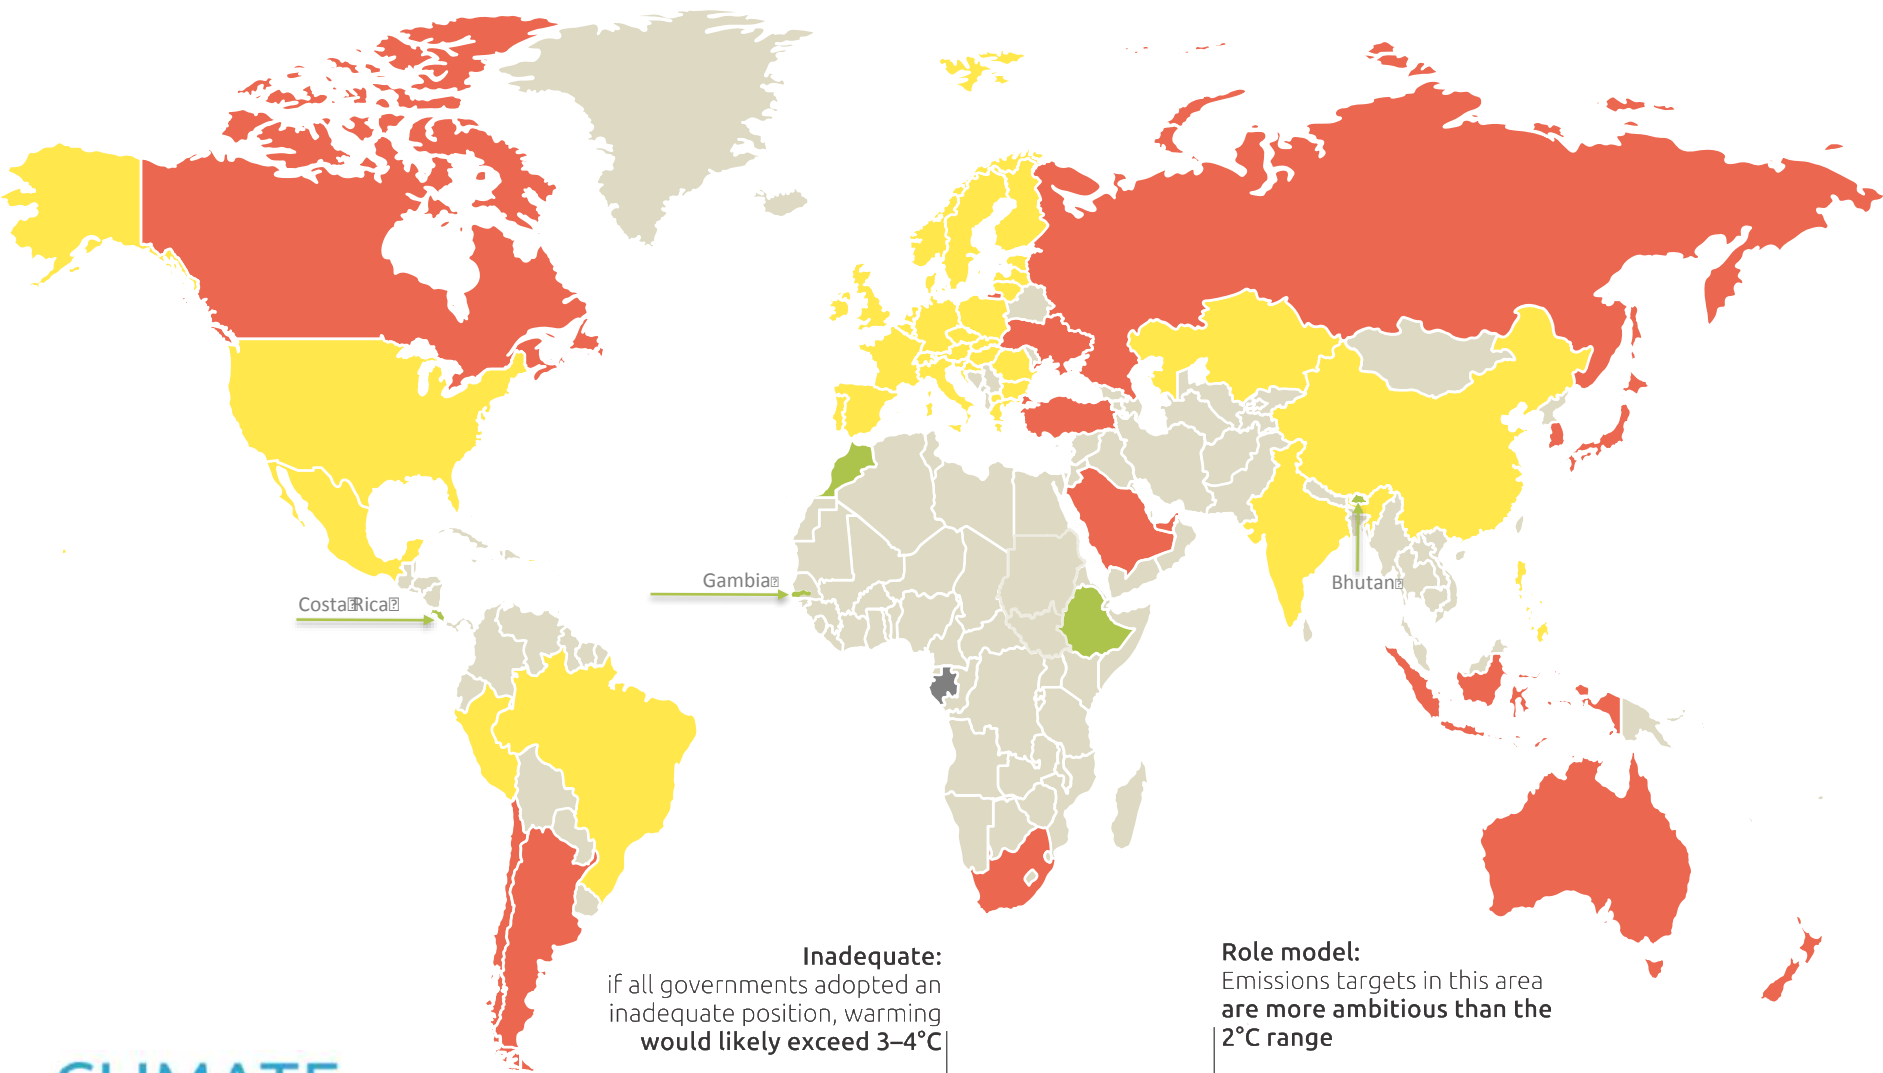 Gambia
Bhutan
Costa Rica
Inadequate:
if all governments adopted an
inadequate position, warming
would likely exceed 3–4°C
Role model:
Emissions targets in this area
are more ambitious than the
2°C range
CLIMATE